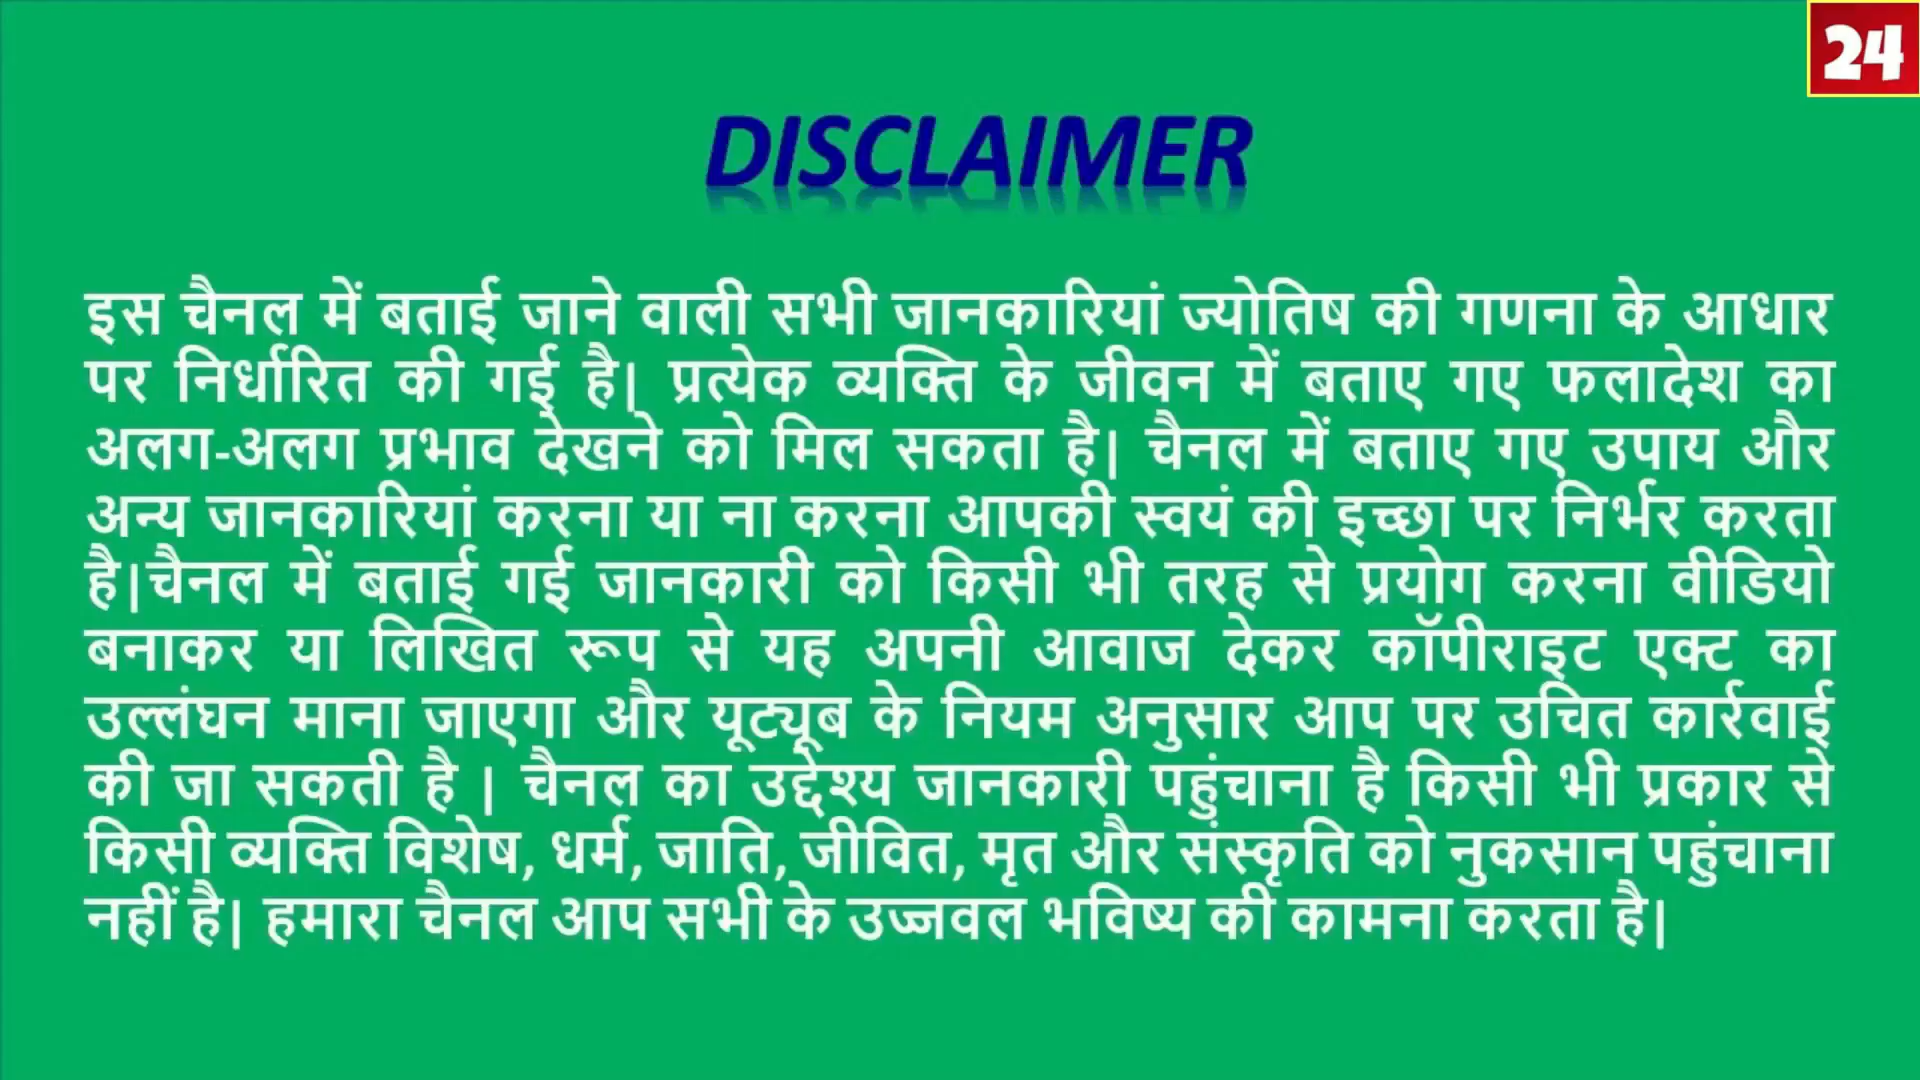 24
DISCLAIMER
इस चैनल में बताई जाने वाली सभी जानकारियां ज्योतिष की गणना के आधार
पर निर्धारित की गई है| प्रत्येक व्यक्ति के जीवन में बताए गए फलादेश का
अलग-अलग प्रभाव देखने को मिल सकता है| चैनल में बताए गए उपाय और
अन्य जानकारियां करना या ना करना आपकी स्वयं की इच्छा पर निर्भर करता
है|चैनल में बताई गई जानकारी को किसी भी तरह से प्रयोग करना वीडियो
बनाकर या लिखित रूप से यह अपनी आवाज देकर कॉपीराइट एक्ट का
उल्लंघन माना जाएगा और यूट्यूब के नियम अनुसार आप पर उचित कार्रवाई
की जा सकती है | चैनल का उद्देश्य जानकारी पहुंचाना है किसी भी प्रकार से
किसी व्यक्ति विशेष, धर्म, जाति, जीवित, मृत और संस्कृति को नुकसान पहुंचाना
नहीं है| हमारा चैनल आप सभी के उज्जवल भविष्य की कामना करता है|